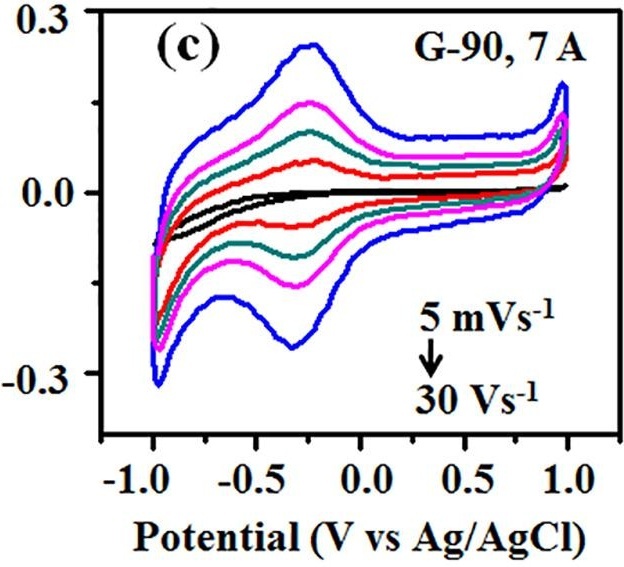 0.3
(c)
G-90, 7 A
0.0
5 mVs-1
30 Vs-1
-0.3
-1.0 -0.5 0.0 0.5 1.0
Potential (V vs Ag/AgCl)